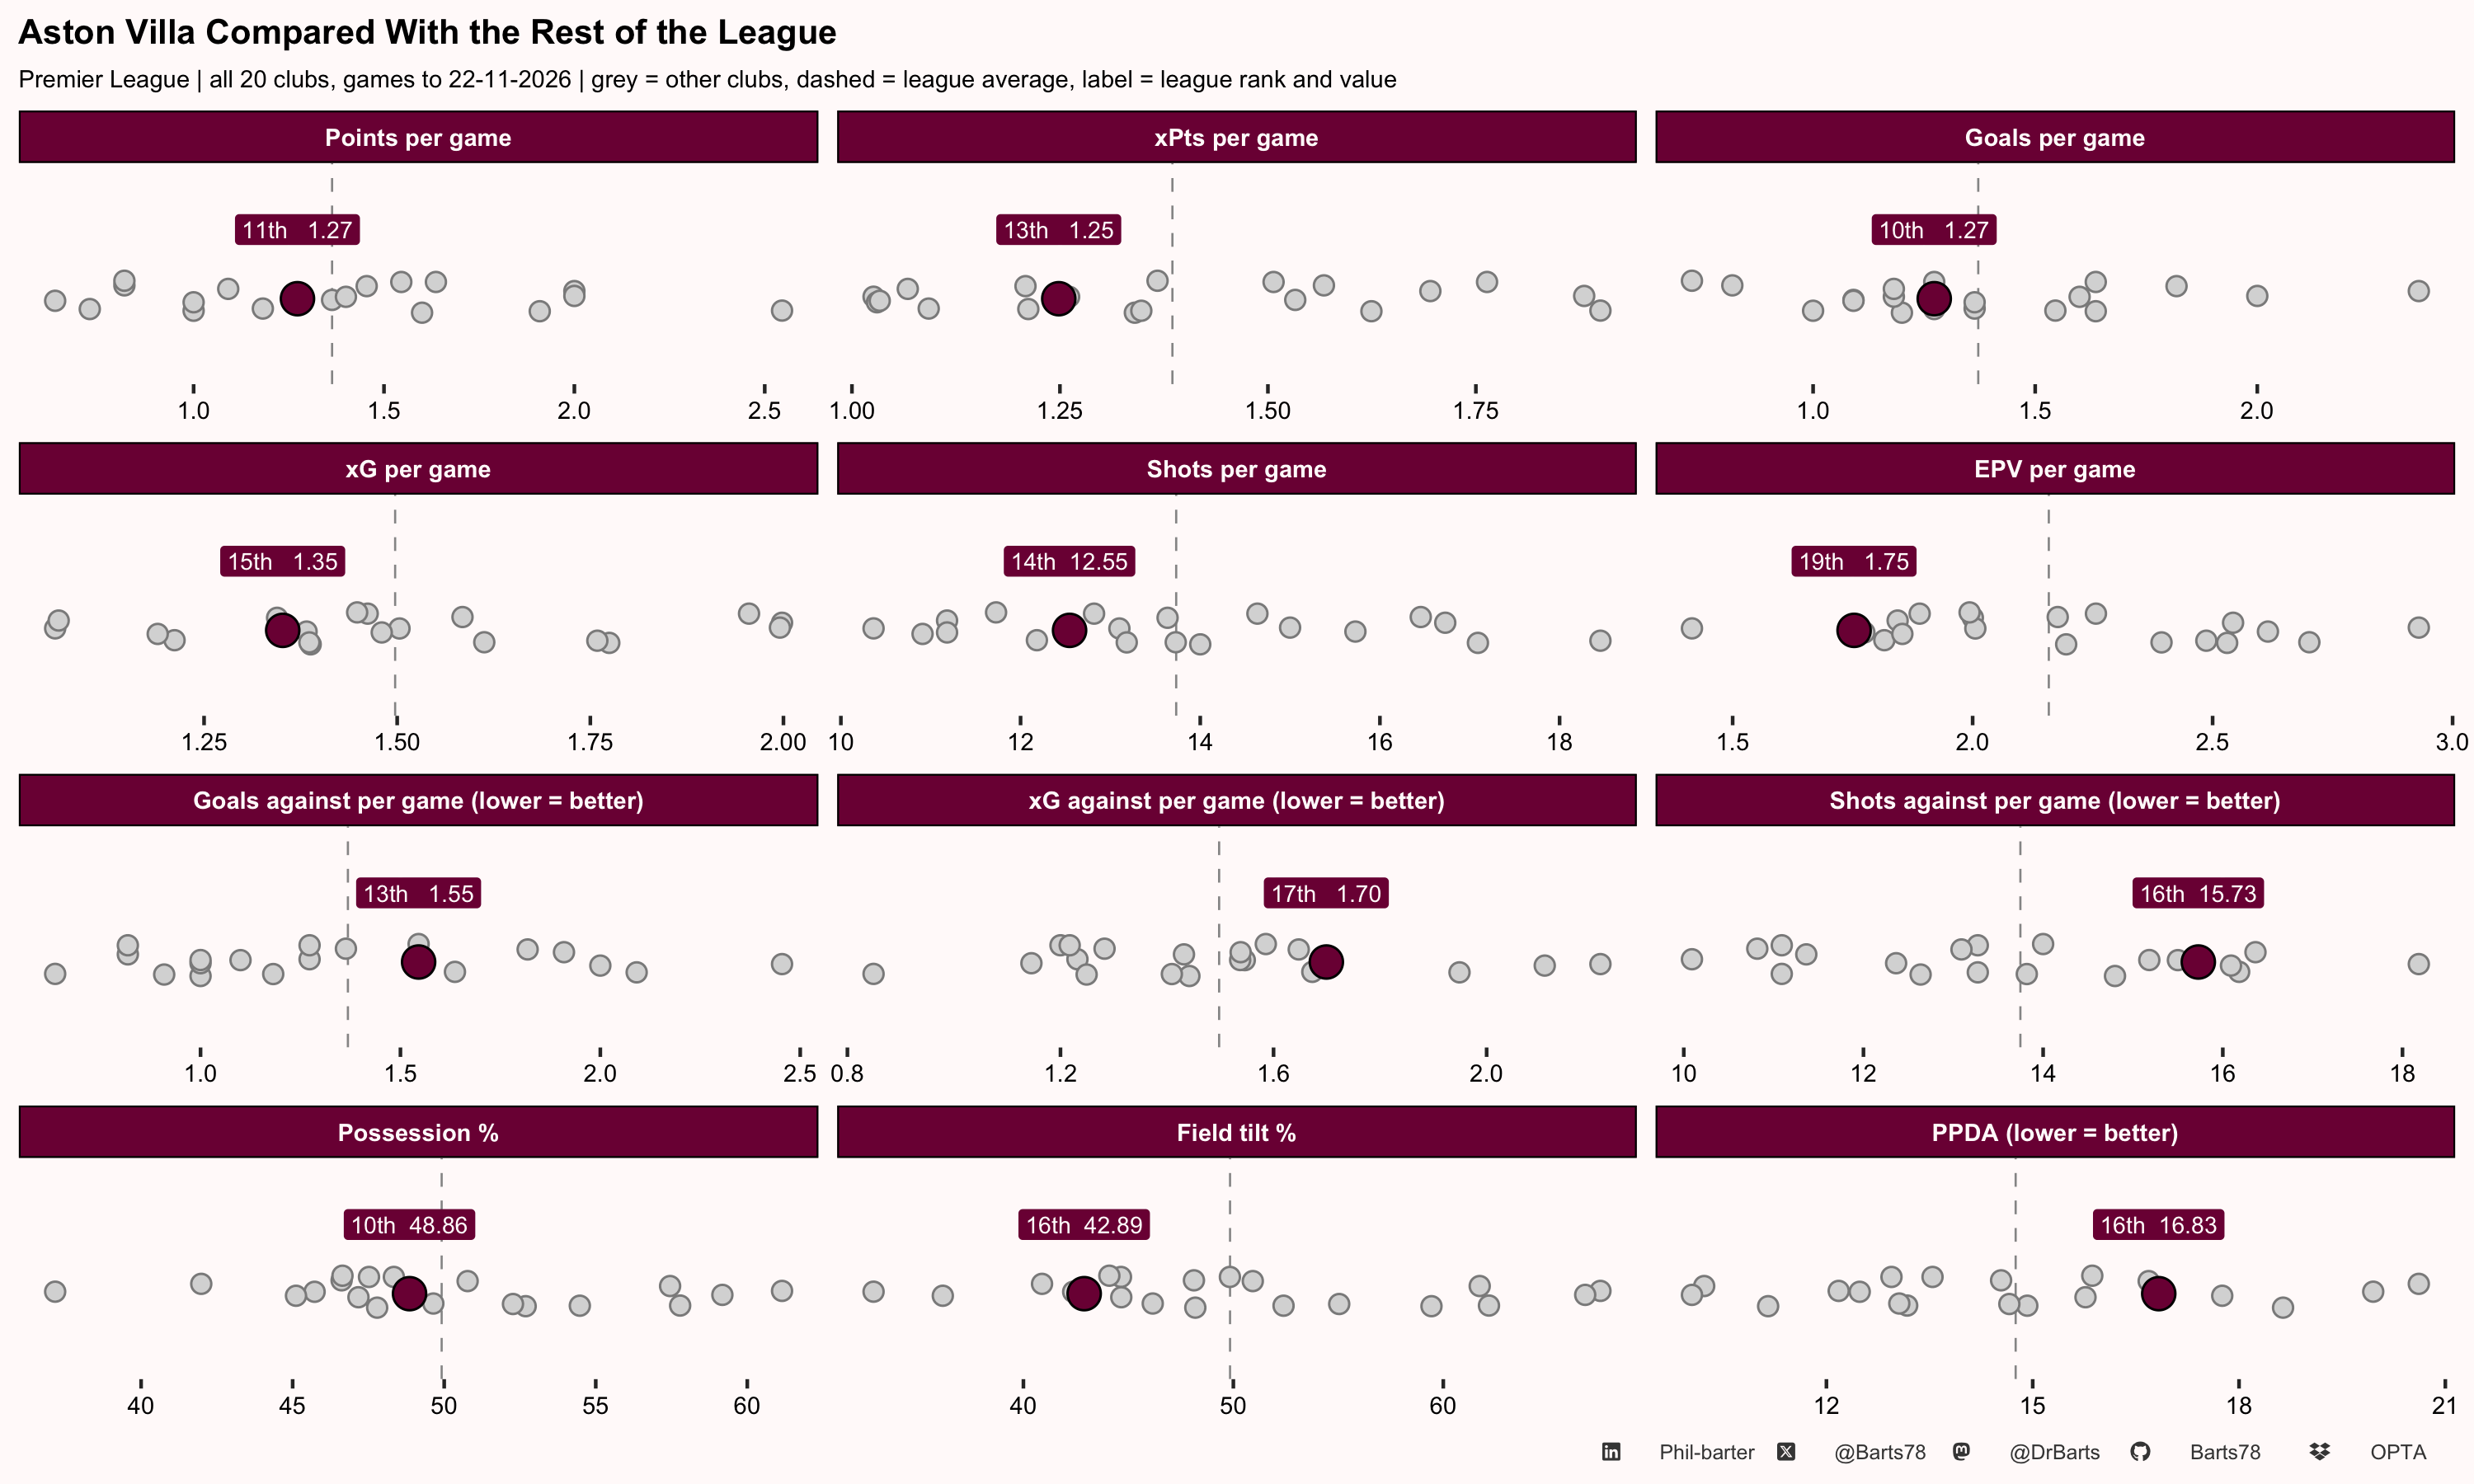 Aston Villa Compared With the Rest of the League
Premier League | all 20 clubs, games to 22-11-2026 | grey = other clubs, dashed = league average, label = league rank and value
Points per game
xPts per game
Goals per game
11th 1.27
13th 1.25
10th 1.27
1.0 1.5 2.0 2.5
1.00 1.25 1.50 1.75
1.0 1.5 2.0
xG per game
Shots per game
EPV per game
15th 1.35
14th 12.55
19th 1.75
1.25 1.50 1.75 2.00
10 12 14 16 18
1.5 2.0 2.5 3.0
Goals against per game (lower = better)
xG against per game (lower = better)
Shots against per game (lower = better)
13th 1.55
17th 1.70
16th 15.73
1.0 1.5 2.0 2.5
0.8 1.2 1.6 2.0
10 12 14 16 18
Possession %
Field tilt %
PPDA (lower = better)
10th 48.86
16th 42.89
16th 16.83
40 45 50 55 60
40 50 60
12 15 18 21
Phil-barter @Barts78 @DrBarts Barts78 OPTA